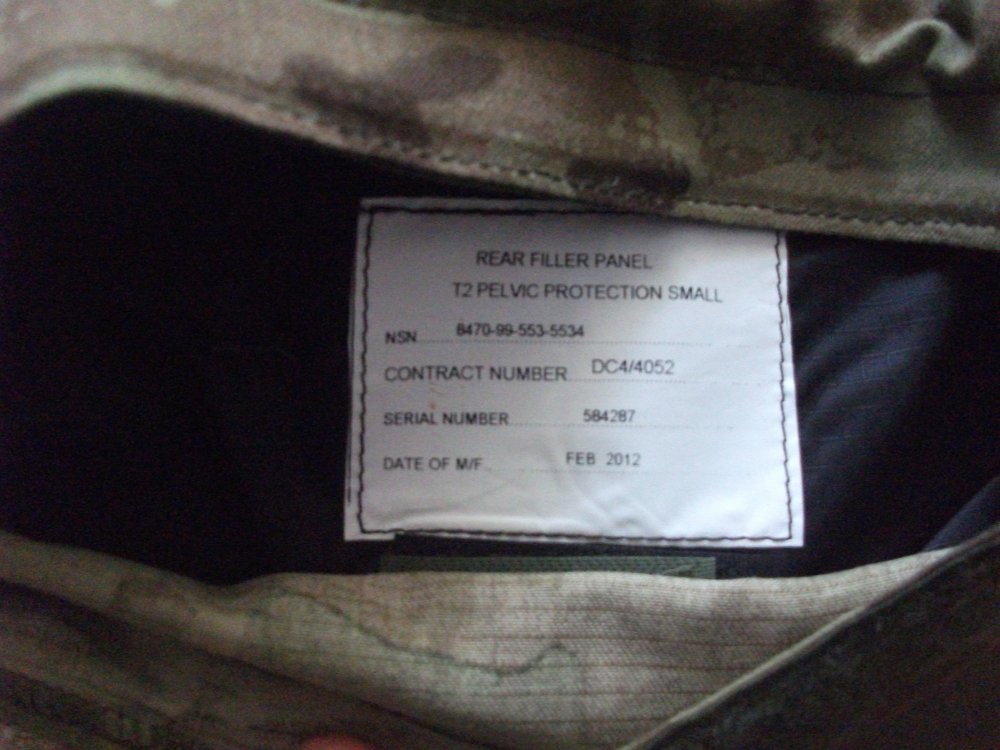 REAR FILLER PANEL
T2 PELVIC PROTECTION SMALL
NSN 8470-99-553-5534
CONTRACT NUMBER DC4/4052
SERIAL NUMBER 584287
DATE OF M/F FEB 2012